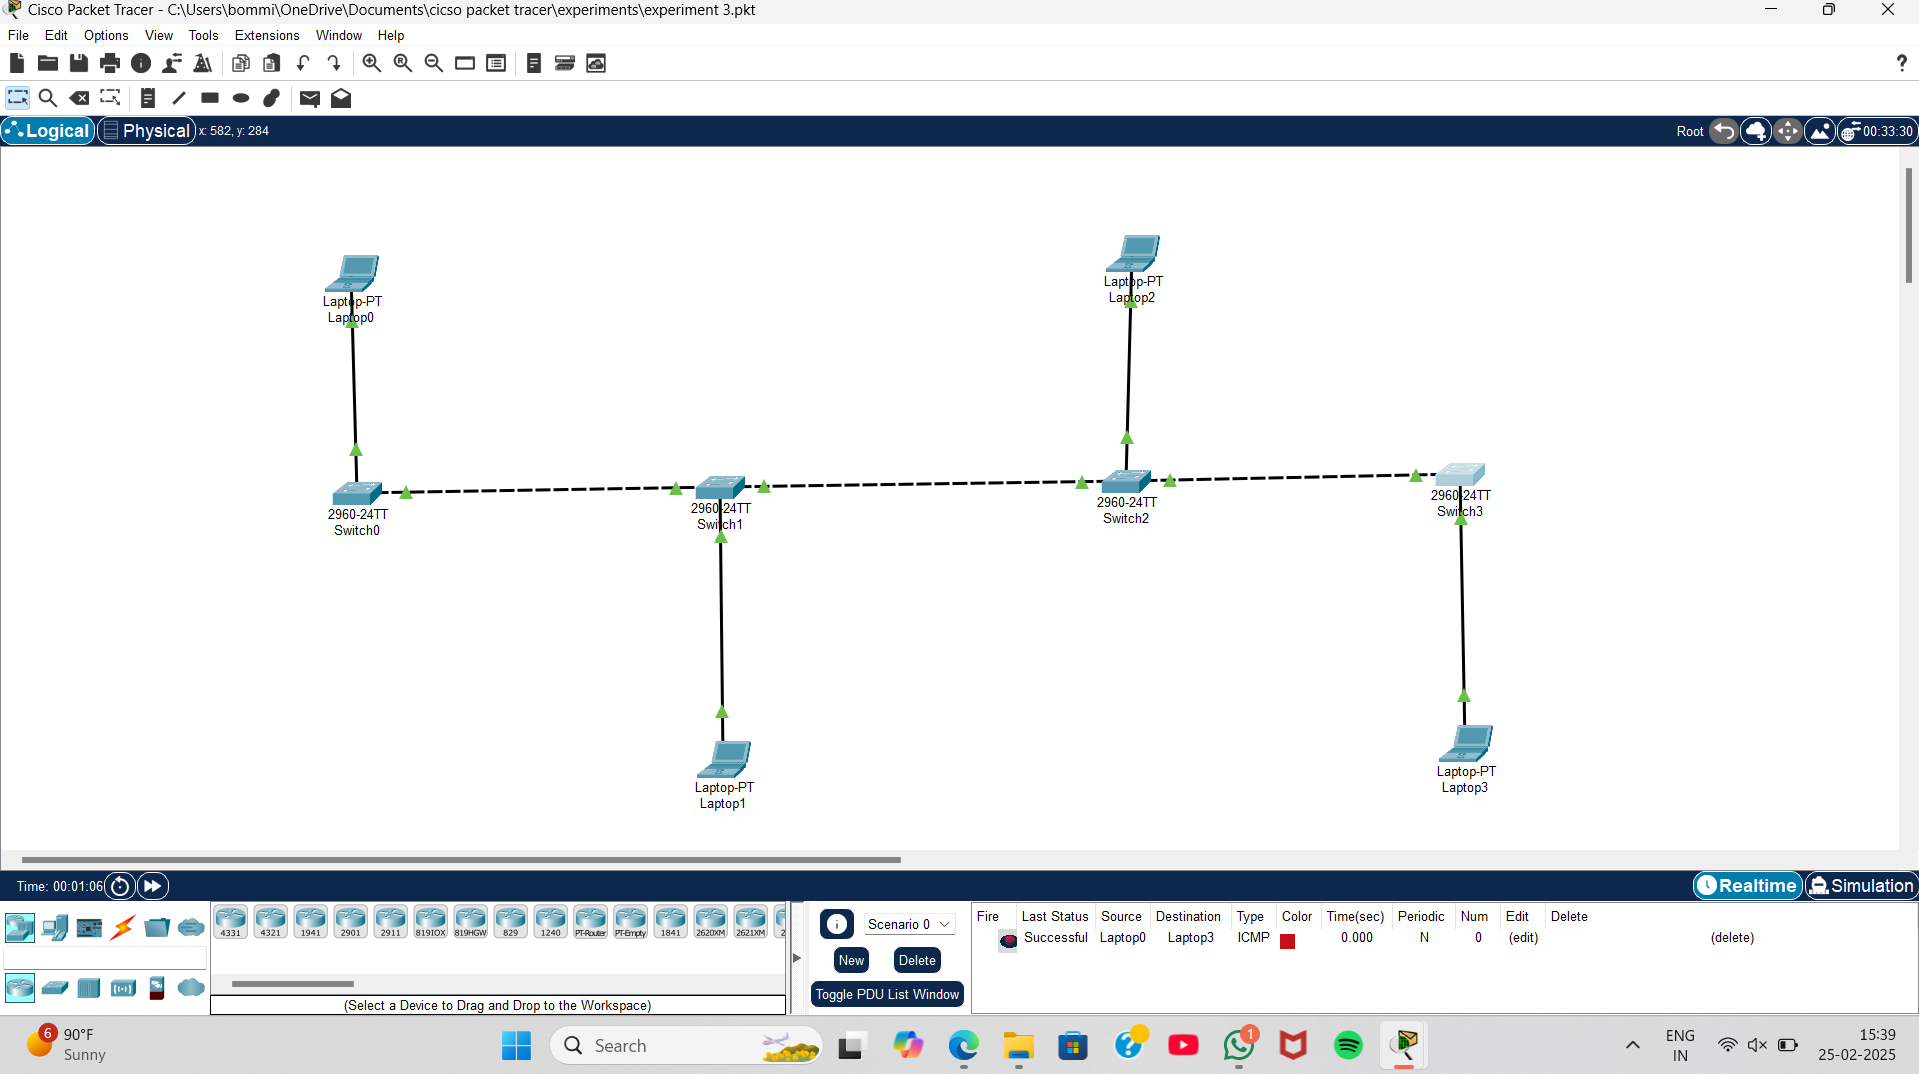 Cisco Packet Tracer - C:\Users\bommi\OneDrive\Documents\cicso packet tracer\experiments\experiment 3.pkt
File Edit Options View Tools Extensions Window Help
?
Logical Physical x: 582, y: 284 Root 00:33:30
Laptop-PT
Laptop0
Laptop-PT
Laptop2
2960-24TT
Switch0
2960-24TT
Switch1
2960-24TT
Switch2
2960-24TT
Switch3
Laptop-PT
Laptop1
Laptop-PT
Laptop3
Time: 00:01:06 Realtime Simulation
4331 4321 1941 2901 2911 819IOX 819HGW 829 1240 PT-Router PT-Empty 1841 2620XM 2621XM 2
(Select a Device to Drag and Drop to the Workspace)
Scenario 0
New Delete
Toggle PDU List Window
Fire Last Status Source Destination Type Color Time(sec) Periodic Num Edit Delete
Successful Laptop0 Laptop3 ICMP 0.000 N 0 (edit) (delete)
6 90°F
Sunny
Search
1
ENG
IN
15:39
25-02-2025